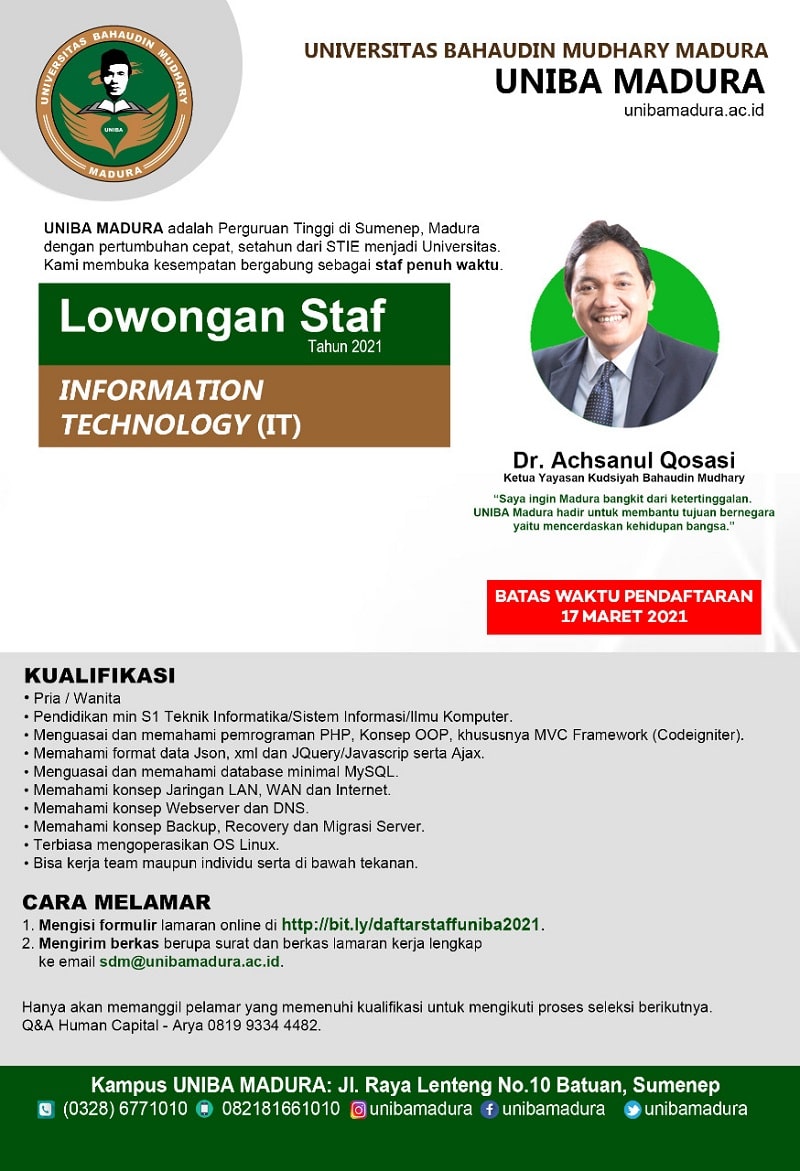 UNIVERSITAS BAHAUDIN MUDHARY
MADURA
UNIBA
UNIVERSITAS BAHAUDIN MUDHARY MADURA
UNIBA MADURA
unibamadura.ac.id
UNIBA MADURA adalah Perguruan Tinggi di Sumenep, Madura
dengan pertumbuhan cepat, setahun dari STIE menjadi Universitas.
Kami membuka kesempatan bergabung sebagai staf penuh waktu.
Lowongan Staf
Tahun 2021
INFORMATION
TECHNOLOGY (IT)
Dr. Achsanul Qosasi
Ketua Yayasan Kudsiyah Bahaudin Mudhary
“Saya ingin Madura bangkit dari ketertinggalan.
UNIBA Madura hadir untuk membantu tujuan bernegara
yaitu mencerdaskan kehidupan bangsa.”
BATAS WAKTU PENDAFTARAN
17 MARET 2021
KUALIFIKASI
• Pria / Wanita
• Pendidikan min S1 Teknik Informatika/Sistem Informasi/Ilmu Komputer.
• Menguasai dan memahami pemrograman PHP, Konsep OOP, khususnya MVC Framework (Codeigniter).
• Memahami format data Json, xml dan JQuery/Javascrip serta Ajax.
• Menguasai dan memahami database minimal MySQL.
• Memahami konsep Jaringan LAN, WAN dan Internet.
• Memahami konsep Webserver dan DNS.
• Memahami konsep Backup, Recovery dan Migrasi Server.
• Terbiasa mengoperasikan OS Linux.
• Bisa kerja team maupun individu serta di bawah tekanan.
CARA MELAMAR
1. Mengisi formulir lamaran online di http://bit.ly/daftarstaffuniba2021.
2. Mengirim berkas berupa surat dan berkas lamaran kerja lengkap
ke email sdm@unibamadura.ac.id.
Hanya akan memanggil pelamar yang memenuhi kualifikasi untuk mengikuti proses seleksi berikutnya.
Q&A Human Capital - Arya 0819 9334 4482.
Kampus UNIBA MADURA: Jl. Raya Lenteng No.10 Batuan, Sumenep
(0328) 6771010 082181661010 unibamadura unibamadura unibamadura